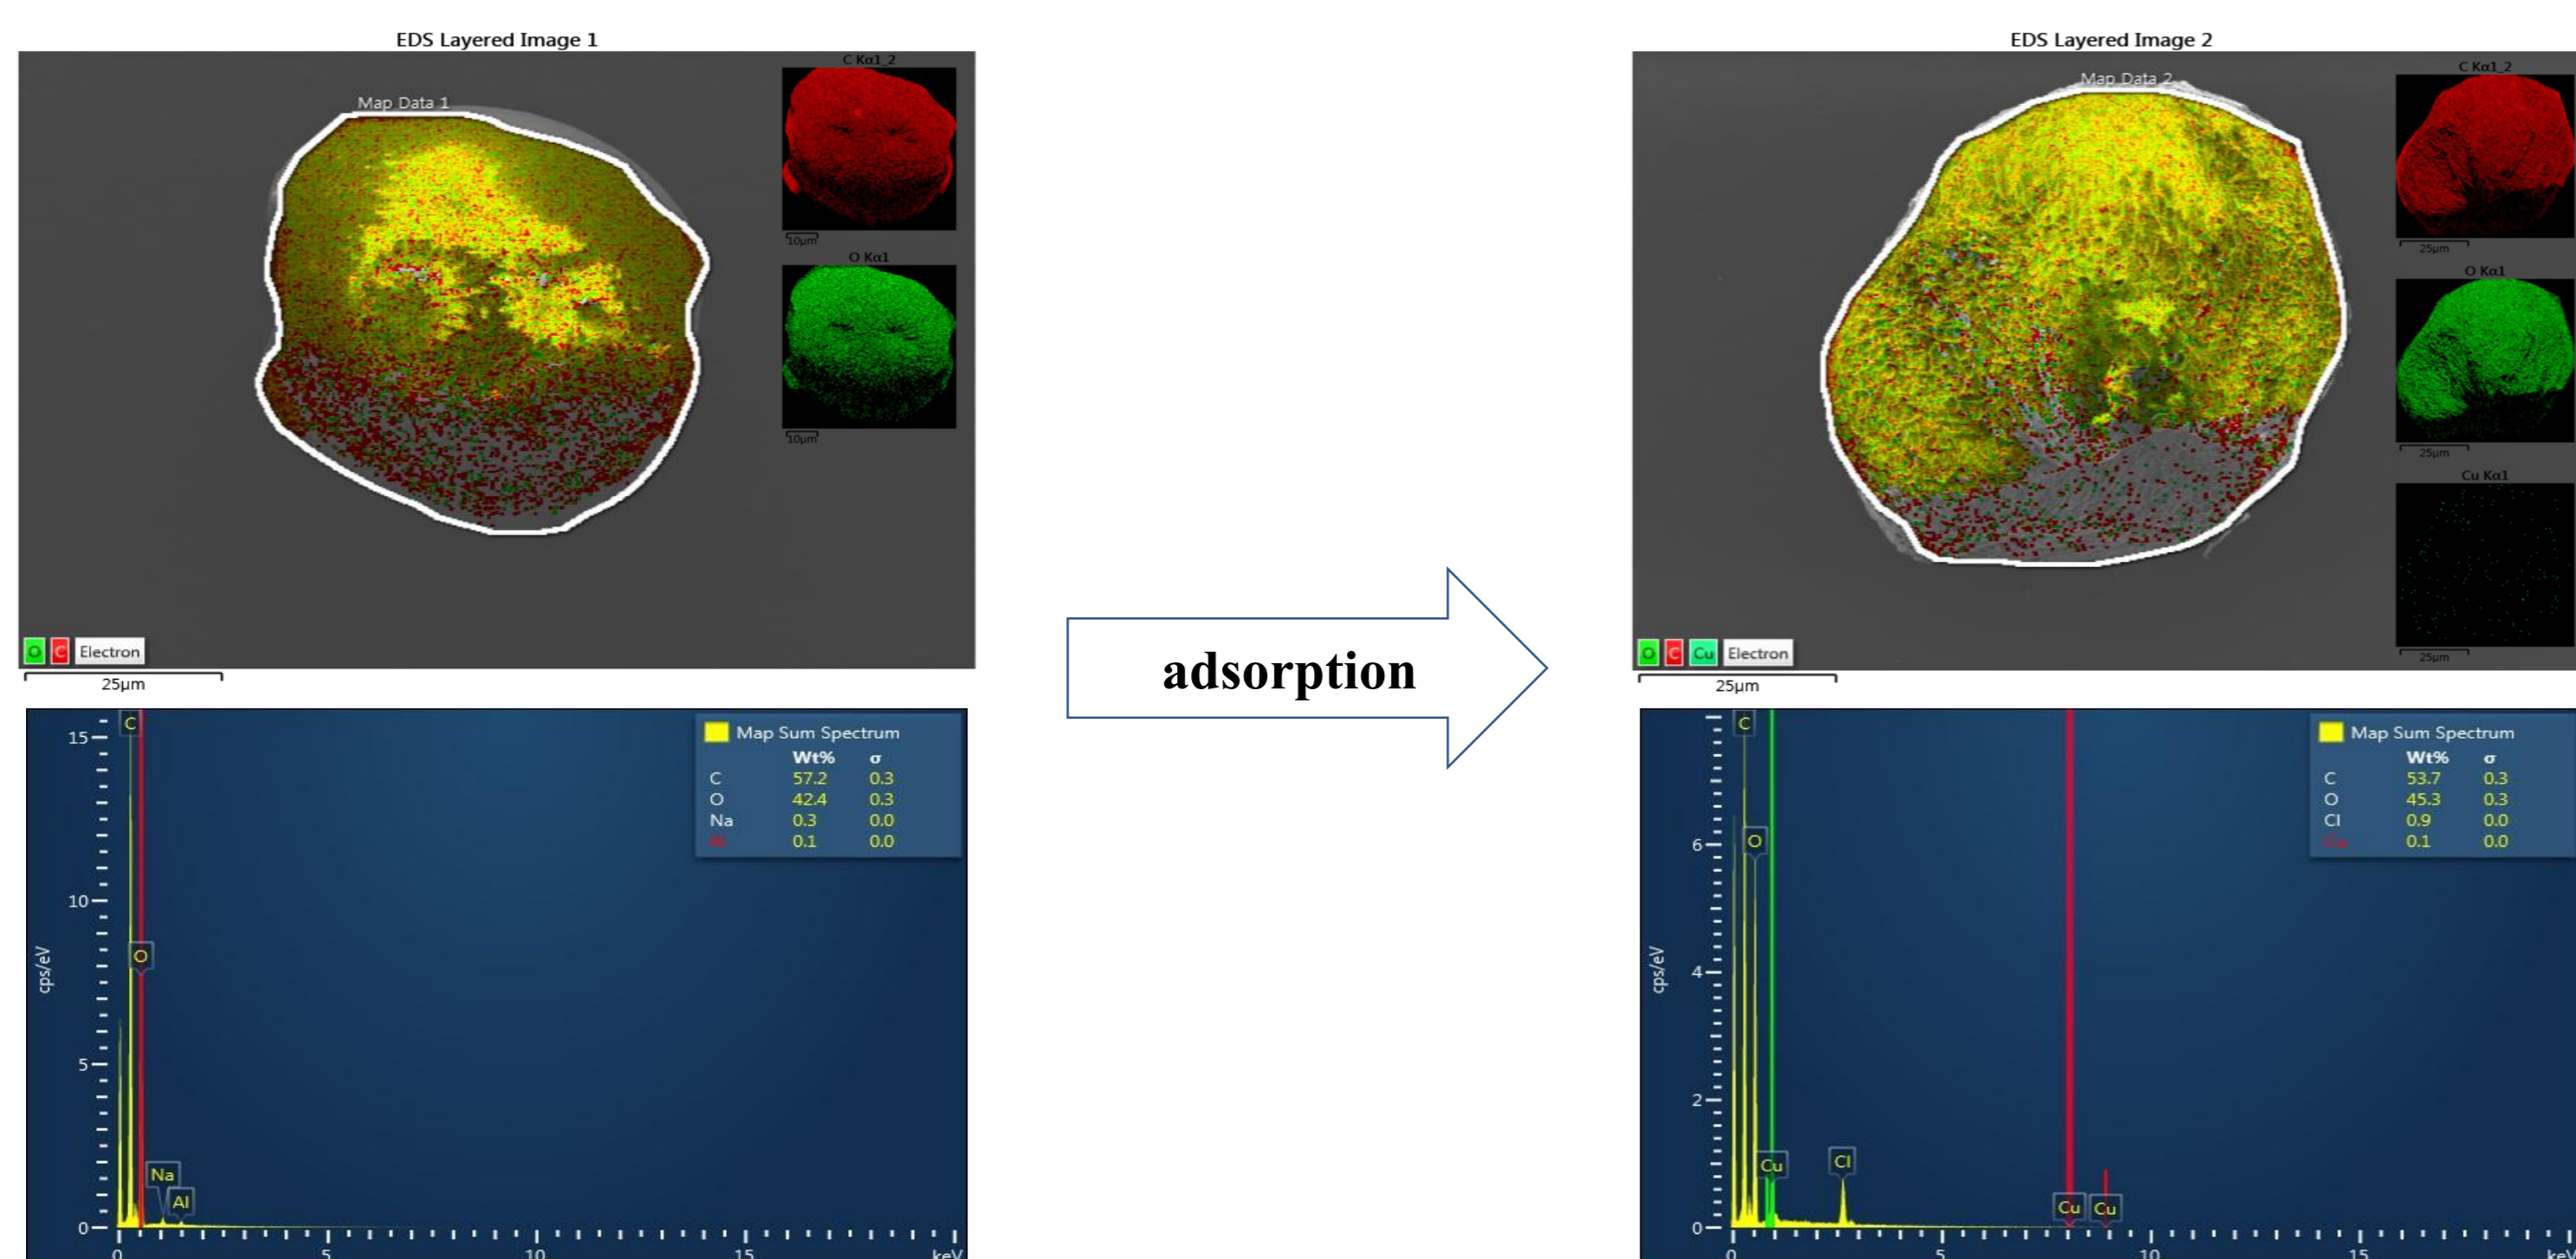 EDS Layered Image 1
Map Data 1
C Kα1_2
10µm
O Kα1
10µm
O C Electron
25µm
adsorption
EDS Layered Image 2
Map Data 2
C Kα1_2
25µm
O Kα1
25µm
Cu Kα1
25µm
O C Cu Electron
25µm
Map Sum Spectrum
Wt% σ
C 57.2 0.3
O 42.4 0.3
Na 0.3 0.0
Al 0.1 0.0
C
O
Na
Al
cps/eV
15
10
5
0
0 5 10 15 keV
Map Sum Spectrum
Wt% σ
C 53.7 0.3
O 45.3 0.3
Cl 0.9 0.0
Cu 0.1 0.0
C
O
Cu
Cl
Cu
Cu
cps/eV
6
4
2
0
0 5 10 15 keV